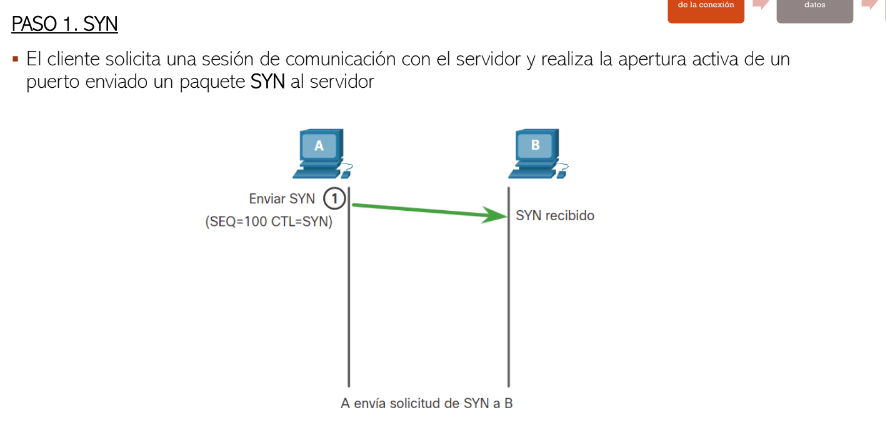 de la conexión
datos
PASO 1. SYN
▪ El cliente solicita una sesión de comunicación con el servidor y realiza la apertura activa de un
puerto enviado un paquete SYN al servidor
A
B
Enviar SYN 1
(SEQ=100 CTL=SYN)
SYN recibido
A envía solicitud de SYN a B